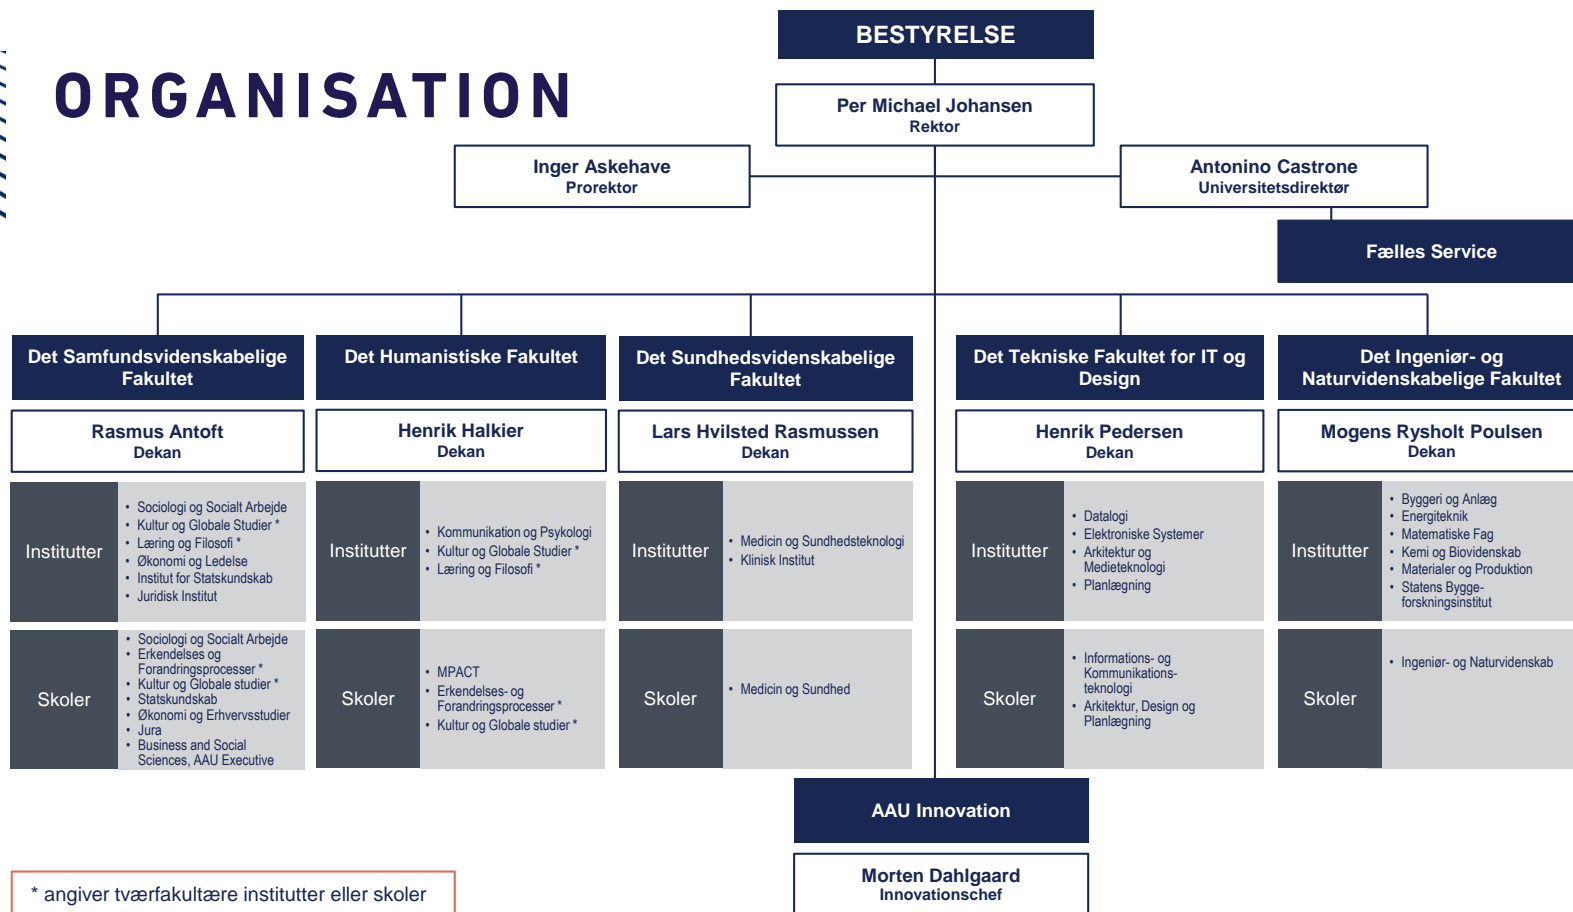 ORGANISATION
BESTYRELSE
Per Michael Johansen
Rektor
Inger Askehave
Prorektor
Antonino Castrone
Universitetsdirektør
Fælles Service
Det Samfundsvidenskabelige
Fakultet
Rasmus Antoft
Dekan
Institutter
• Sociologi og Socialt Arbejde
• Kultur og Globale Studier *
• Læring og Filosofi *
• Økonomi og Ledelse
• Institut for Statskundskab
• Juridisk Institut
Skoler
• Sociologi og Socialt Arbejde
• Erkendelses og
Forandringsprocesser *
• Kultur og Globale studier *
• Statskundskab
• Økonomi og Erhvervsstudier
• Jura
• Business and Social
Sciences, AAU Executive
Det Humanistiske Fakultet
Henrik Halkier
Dekan
Institutter
• Kommunikation og Psykologi
• Kultur og Globale Studier *
• Læring og Filosofi *
Skoler
• MPACT
• Erkendelses- og
Forandringsprocesser *
• Kultur og Globale studier *
Det Sundhedsvidenskabelige
Fakultet
Lars Hvilsted Rasmussen
Dekan
Institutter
• Medicin og Sundhedsteknologi
• Klinisk Institut
Skoler
• Medicin og Sundhed
Det Tekniske Fakultet for IT og
Design
Henrik Pedersen
Dekan
Institutter
• Datalogi
• Elektroniske Systemer
• Arkitektur og
Medieteknologi
• Planlægning
Skoler
• Informations- og
Kommunikations-
teknologi
• Arkitektur, Design og
Planlægning
Det Ingeniør- og
Naturvidenskabelige Fakultet
Mogens Rysholt Poulsen
Dekan
Institutter
• Byggeri og Anlæg
• Energiteknik
• Matematiske Fag
• Kemi og Biovidenskab
• Materialer og Produktion
• Statens Bygge-
forskningsinstitut
Skoler
• Ingeniør- og Naturvidenskab
AAU Innovation
Morten Dahlgaard
Innovationschef
* angiver tværfakultære institutter eller skoler